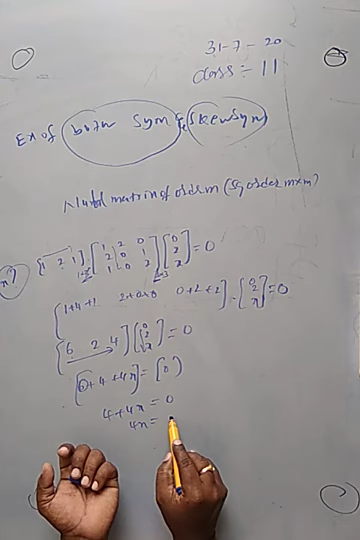 31-7-20
class :- 11
Ex of both sym & skewsym
Null matrix of order m (sq order m×m)
[1 2 1] [1 2 0 2 0 1 1 0 2] [0 2 x] = 0
[1+4+1 2+0+0 0+2+2] . [0 2 x] = 0
[6 2 4] [0 2 x] = 0
[0+4+4x] = [0]
4+4x = 0
4x =